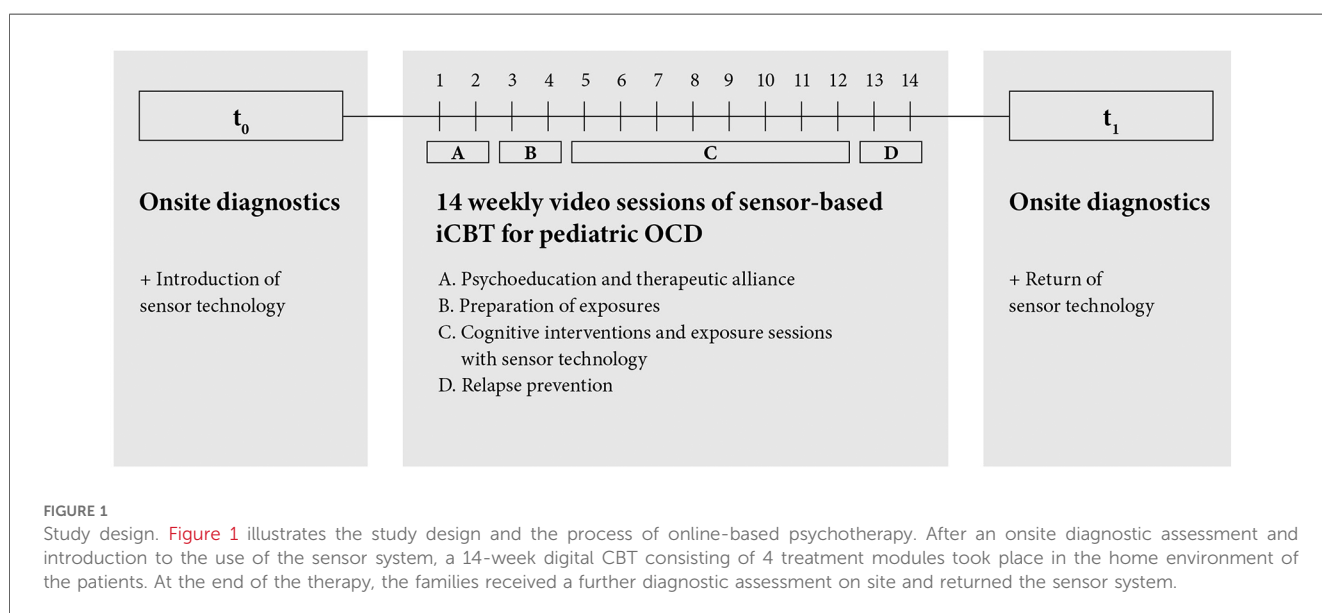 t0
Onsite diagnostics
+ Introduction of
sensor technology
1 2 3 4 5 6 7 8 9 10 11 12 13 14
A B C D
14 weekly video sessions of sensor-based
iCBT for pediatric OCD
A. Psychoeducation and therapeutic alliance
B. Preparation of exposures
C. Cognitive interventions and exposure sessions
with sensor technology
D. Relapse prevention
t1
Onsite diagnostics
+ Return of
sensor technology
FIGURE 1
Study design. Figure 1 illustrates the study design and the process of online-based psychotherapy. After an onsite diagnostic assessment and
introduction to the use of the sensor system, a 14-week digital CBT consisting of 4 treatment modules took place in the home environment of
the patients. At the end of the therapy, the families received a further diagnostic assessment on site and returned the sensor system.